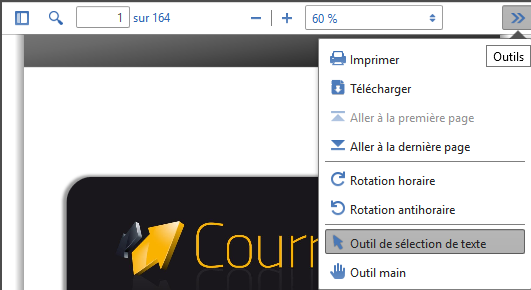 1 sur 164 60 %
Outils
Imprimer
Télécharger
Aller à la première page
Aller à la dernière page
Rotation horaire
Rotation antihoraire
Outil de sélection de texte
Outil main